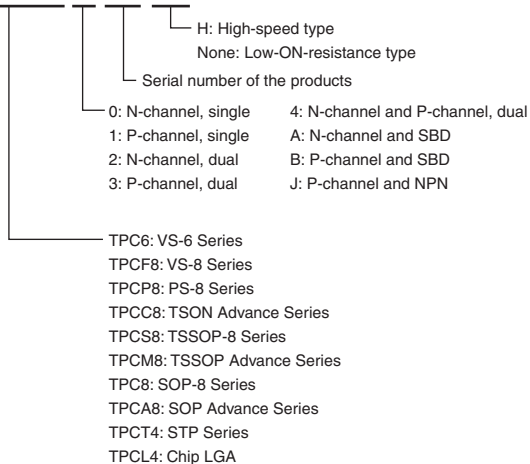 H: High-speed type
None: Low-ON-resistance type
Serial number of the products
0: N-channel, single 4: N-channel and P-channel, dual
1: P-channel, single A: N-channel and SBD
2: N-channel, dual B: P-channel and SBD
3: P-channel, dual J: P-channel and NPN
TPC6: VS-6 Series
TPCF8: VS-8 Series
TPCP8: PS-8 Series
TPCC8: TSON Advance Series
TPCS8: TSSOP-8 Series
TPCM8: TSSOP Advance Series
TPC8: SOP-8 Series
TPCA8: SOP Advance Series
TPCT4: STP Series
TPCL4: Chip LGA